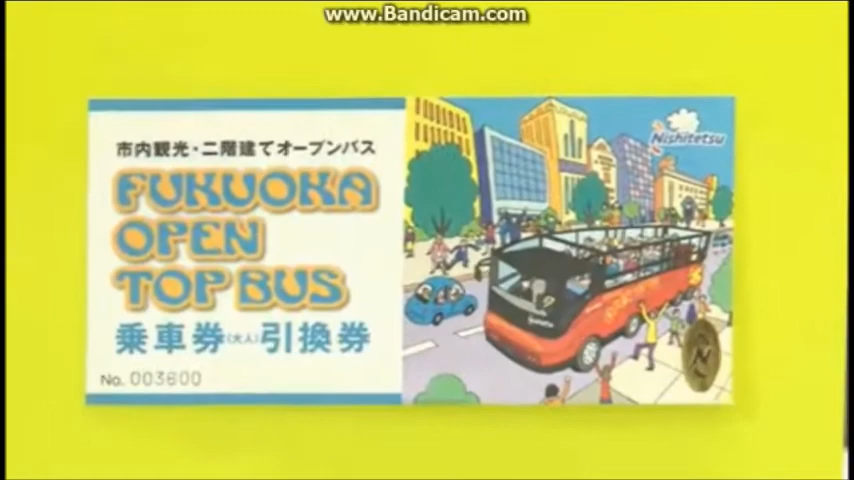 www.Bandicam.com
市内観光・二階建てオープンバス
FUKUOKA
OPEN
TOP BUS
乗車券(大人)引換券
No. 003600
Nishitetsu